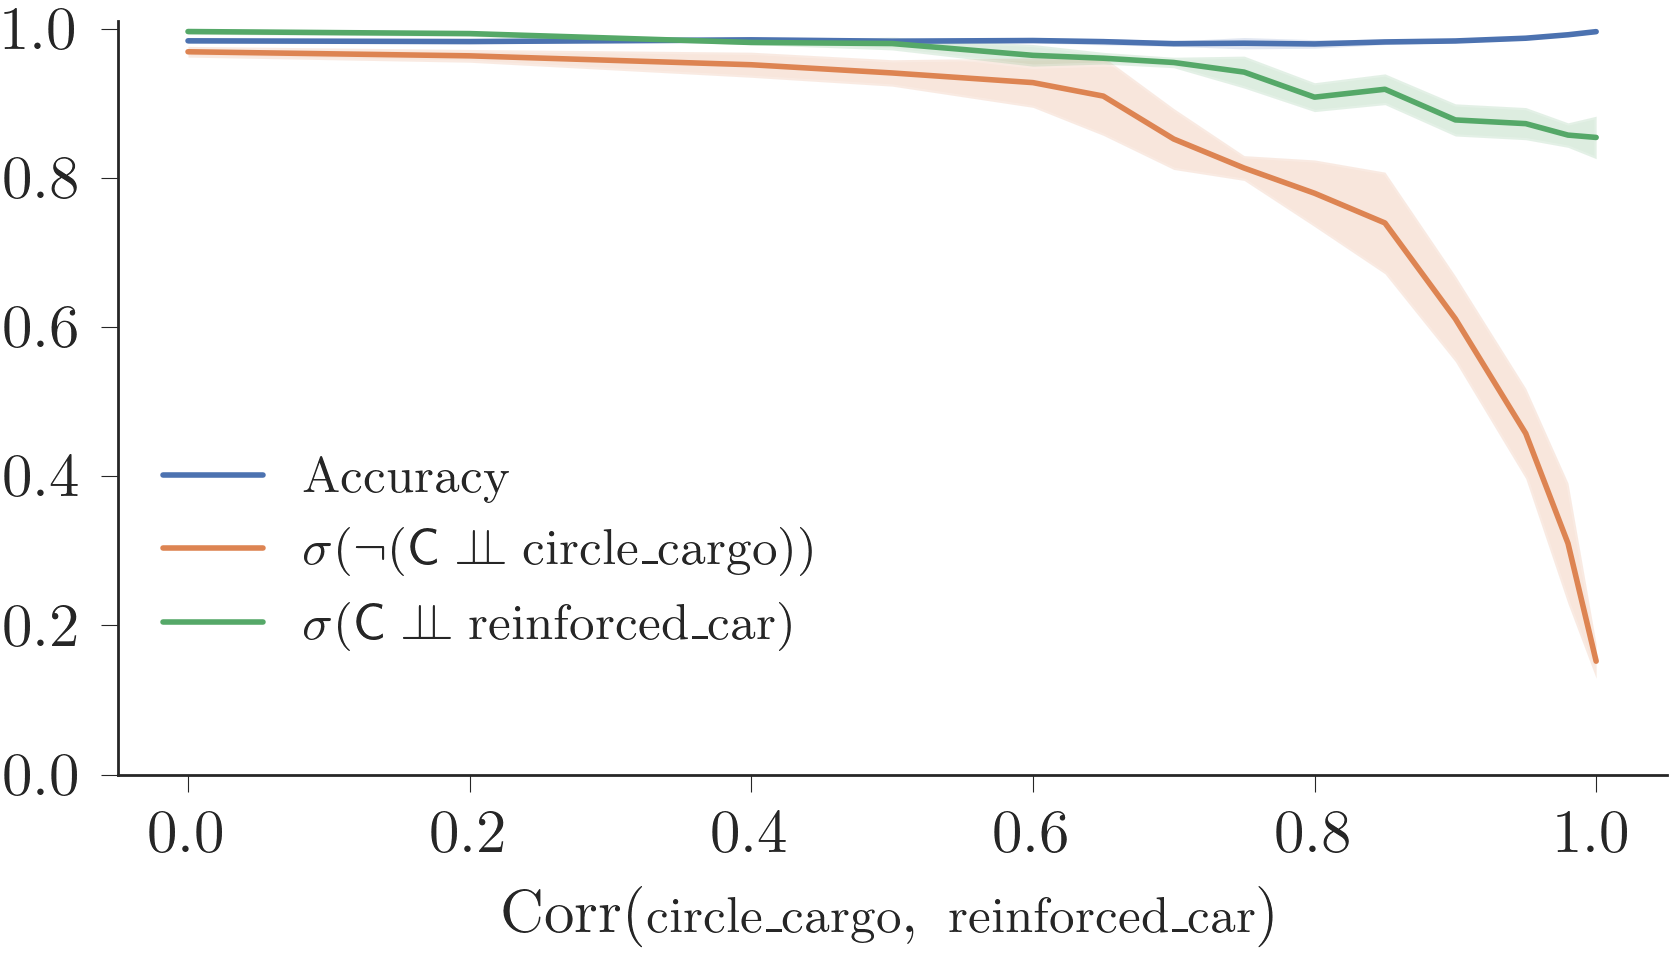 1.0
0.8
0.6
0.4
0.2
0.0
Accuracy
σ(¬(C ⫫ circle_cargo))
σ(C ⫫ reinforced_car)
0.0 0.2 0.4 0.6 0.8 1.0
Corr(circle_cargo, reinforced_car)